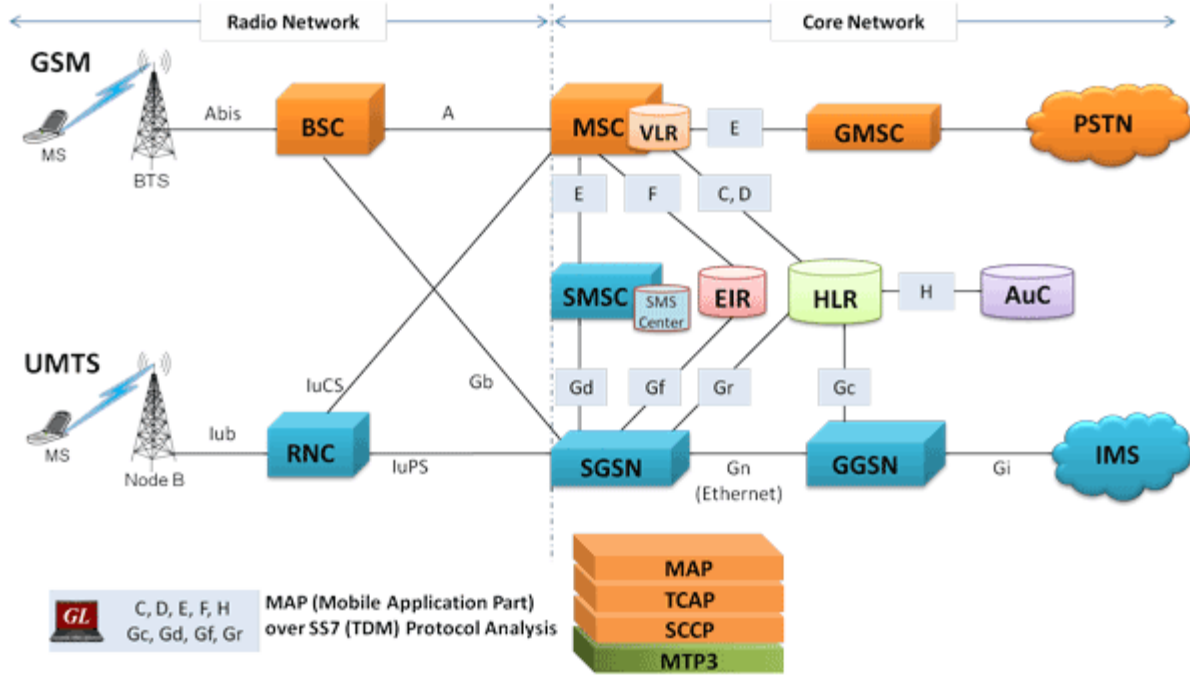 Radio Network
Core Network
GSM
MS
BTS
Abis
BSC
A
MSC
VLR
E
GMSC
PSTN
E
F
C, D
SMSC
SMS
Center
EIR
HLR
H
AuC
UMTS
MS
Node B
Iub
IuCS
Gb
RNC
IuPS
Gd
Gf
Gr
Gc
SGSN
Gn
(Ethernet)
GGSN
Gi
IMS
MAP
TCAP
SCCP
MTP3
GL
C, D, E, F, H
Gc, Gd, Gf, Gr
MAP (Mobile Application Part)
over SS7 (TDM) Protocol Analysis